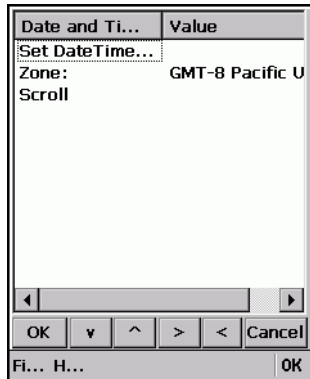 Date and Ti... Value
Set DateTime...
Zone: GMT-8 Pacific U
Scroll
OK v ^ > < Cancel
Fi... H... OK